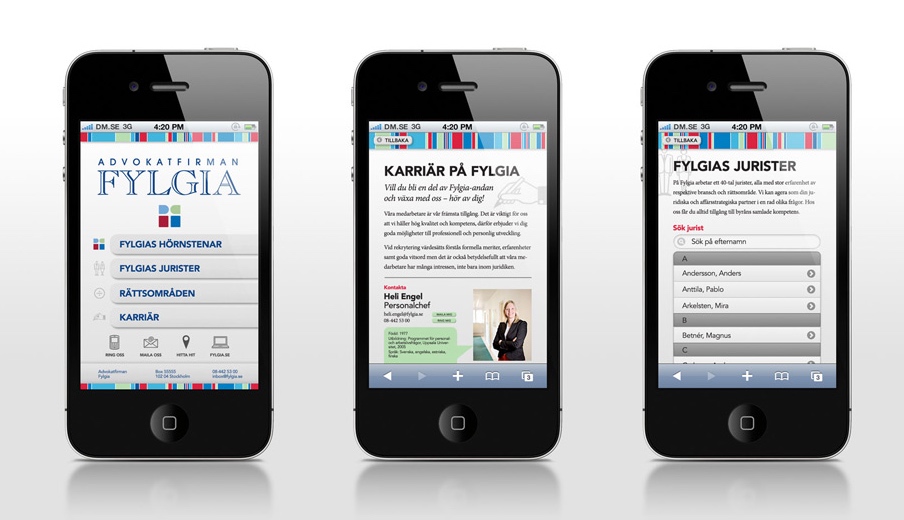 DM.SE 3G 4:20 PM
ADVOKATFIRMAN
FYLGIA
FYLGIAS HÖRNSTENAR
FYLGIAS JURISTER
RÄTTSOMRÅDEN
KARRIÄR
RING OSS MAILA OSS HITTA HIT FYLGIA.SE
Advokatfirman Box 55555 08-442 53 00
Fylgia 102 04 Stockholm inbox@fylgia.se
DM.SE 3G 4:20 PM
TILLBAKA
KARRIÄR PÅ FYLGIA
Vill du bli en del av Fylgia-andan
och växa med oss – hör av dig!
Våra medarbetare är vår främsta tillgång. Det är viktigt för oss
att vi håller hög kvalitet och kompetens, därför erbjuder vi dig
goda möjligheter till professionell och personlig utveckling.
Vid rekrytering värdesätts förstås formella meriter, erfarenheter
samt goda vitsord men det är också betydelsefullt att våra me-
darbetare har många intressen, inte bara inom juridiken.
Kontakta
Heli Engel
Personalchef
heli.engel@fylgia.se
08-442 53 00
Född: 1977
Utbildning: Programmet för personal-
och arbetslivsfrågor, Uppsala Univer-
sitet, 2005
Språk: Svenska, engelska, estniska,
finska
3
DM.SE 3G 4:20 PM
TILLBAKA
FYLGIAS JURISTER
På Fylgia arbetar ett 40-tal jurister, alla med stor erfarenhet av
respektive bransch och rättsområde. Vi kan agera som din ju-
ridiska och affärsstrategiska partner i en rad olika frågor. Hos
oss får du alltid tillgång till byråns samlade kompetens.
Sök jurist
Sök på efternamn
A
Andersson, Anders
Anttila, Pablo
Arkelsten, Mira
B
Betnér, Magnus
C
3